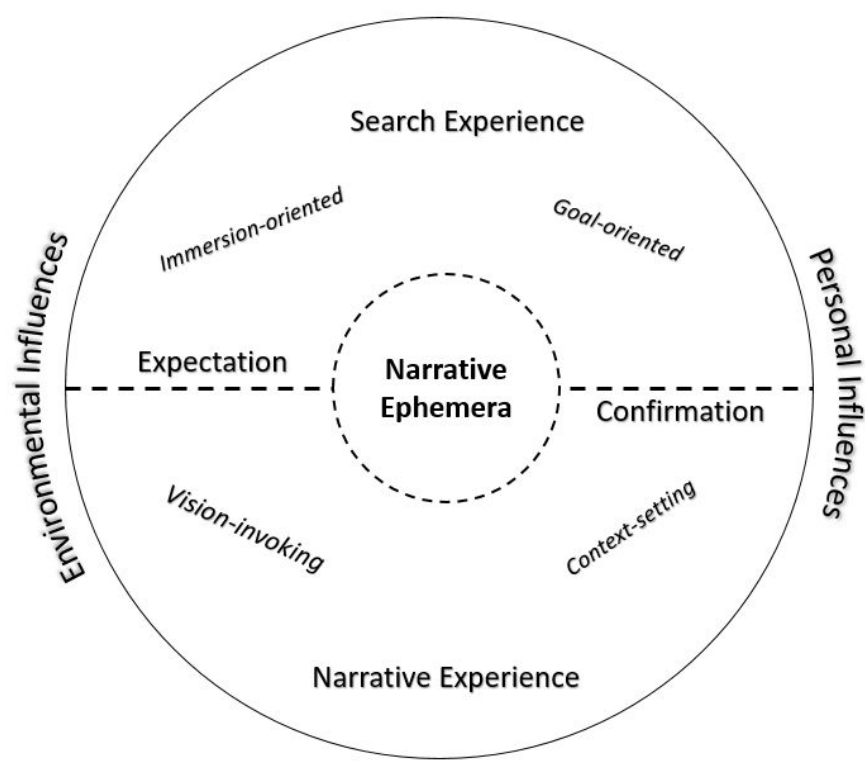 Search Experience
Immersion-oriented
Goal-oriented
Environmental Influences
Personal Influences
Expectation
Narrative
Ephemera
Confirmation
Vision-invoking
Context-setting
Narrative Experience